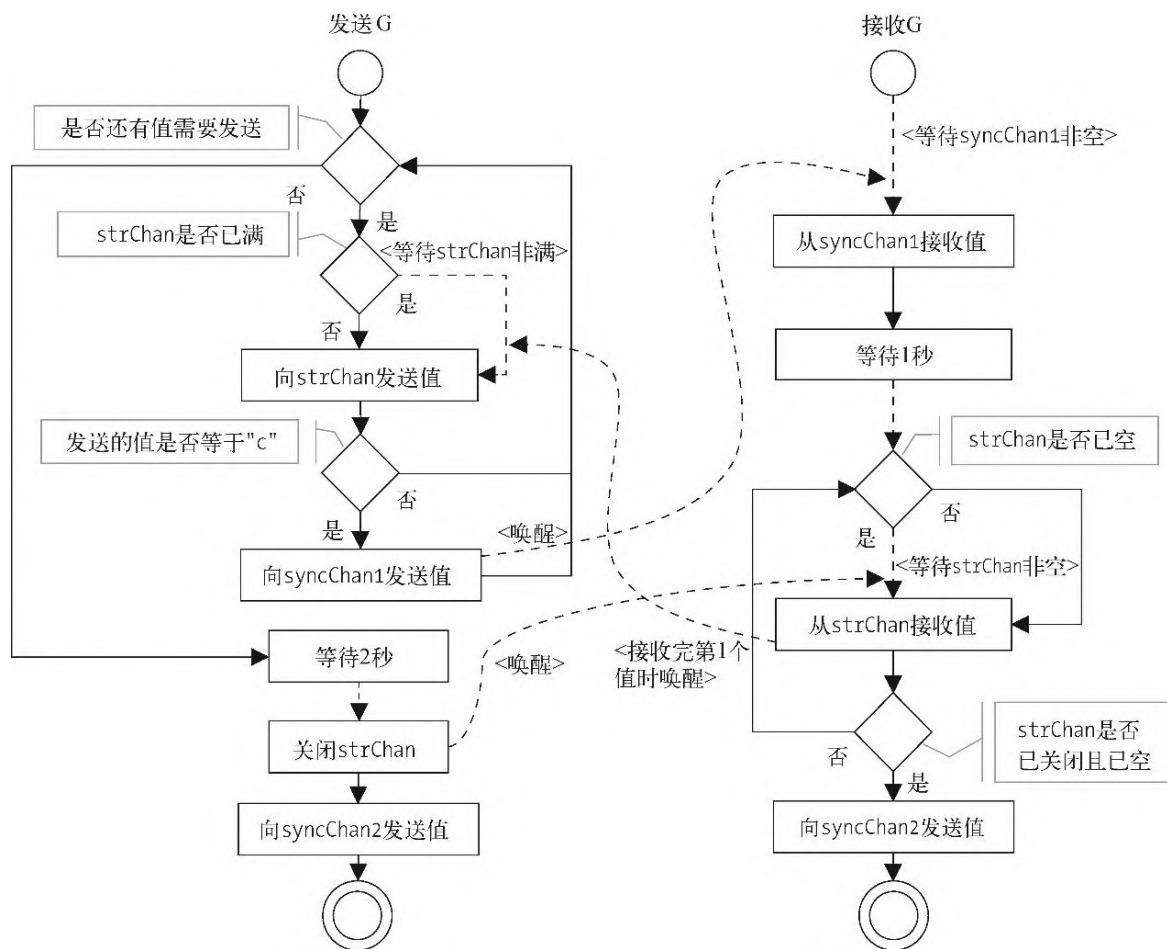 发送G
接收G
是否还有值需要发送
<等待syncChan1非空>
否
是
strChan是否已满
<等待strChan非满>
从syncChan1接收值
是
否
等待1秒
向strChan发送值
发送的值是否等于"c"
strChan是否已空
否
否
是
是
<唤醒>
<等待strChan非空>
向syncChan1发送值
从strChan接收值
等待2秒
<唤醒>
<接收完第1个
值时唤醒>
关闭strChan
否
strChan是否
已关闭且已空
是
向syncChan2发送值
向syncChan2发送值